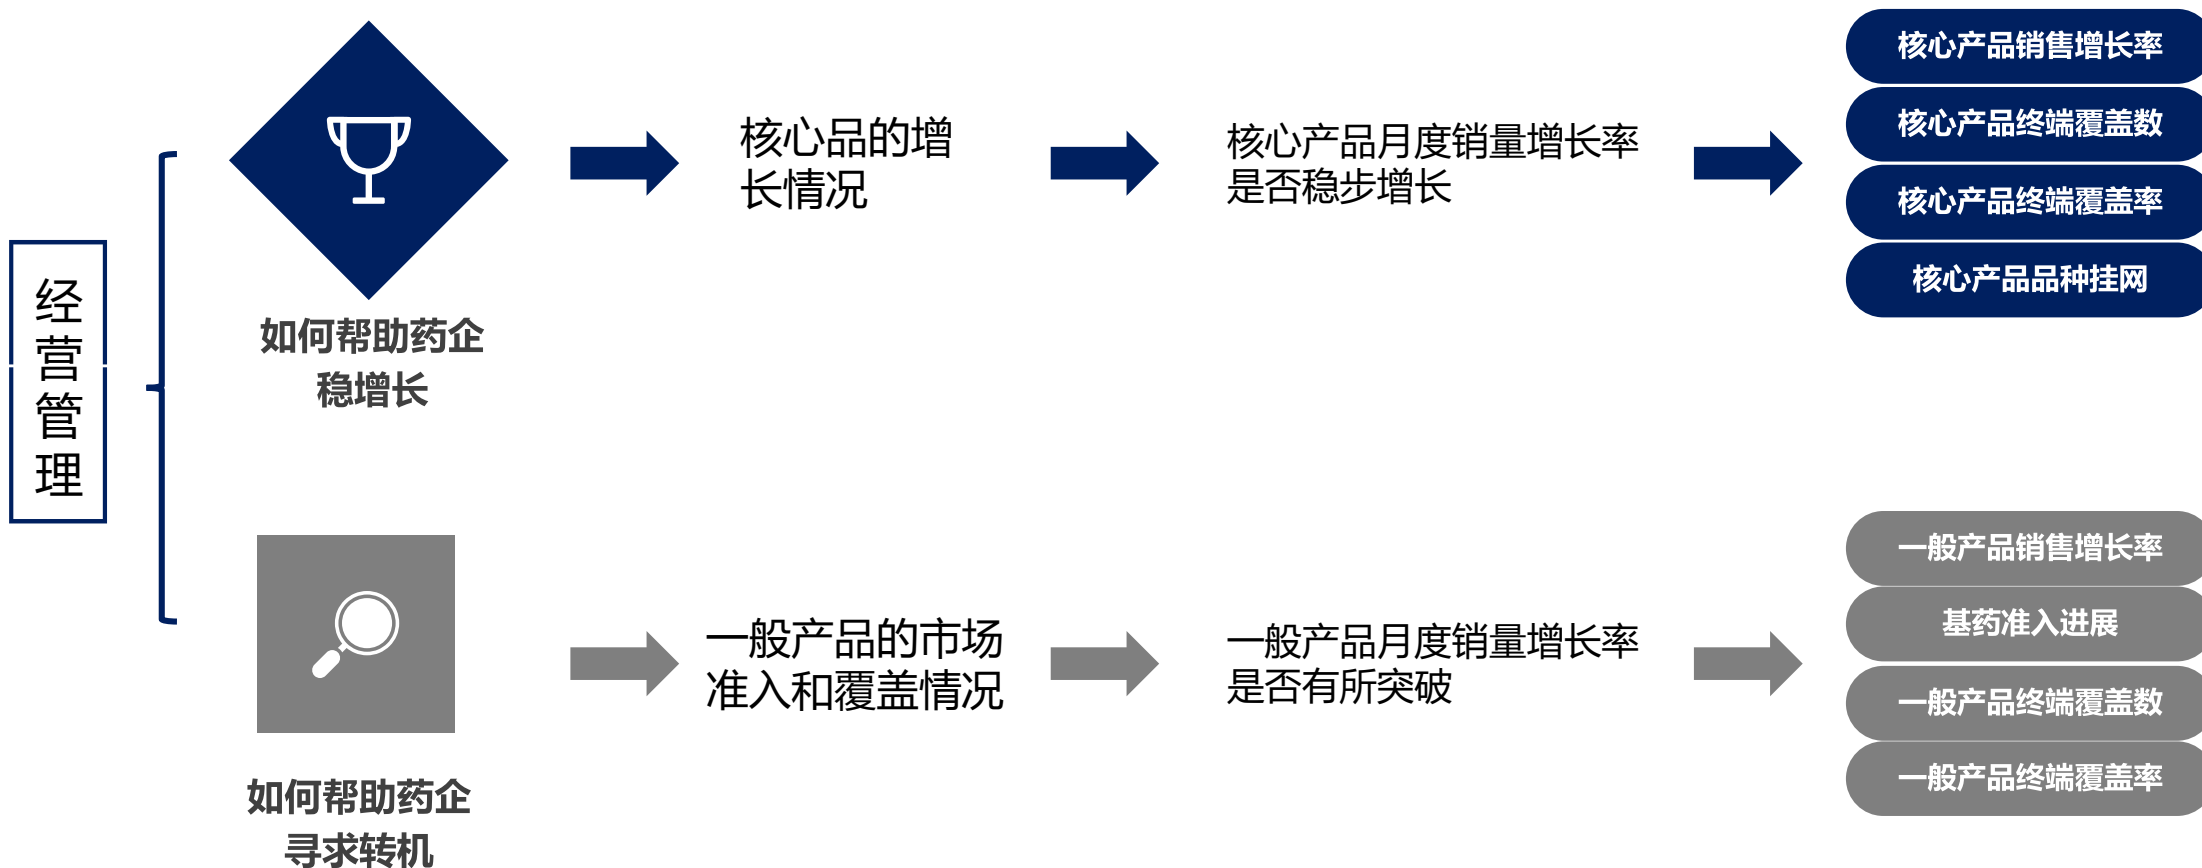 经
营
管
理
如何帮助药企
稳增长
核心品的增
长情况
核心产品月度销量增长率
是否稳步增长
核心产品销售增长率
核心产品终端覆盖数
核心产品终端覆盖率
核心产品品种挂网
如何帮助药企
寻求转机
一般产品的市场
准入和覆盖情况
一般产品月度销量增长率
是否有所突破
一般产品销售增长率
基药准入进展
一般产品终端覆盖数
一般产品终端覆盖率